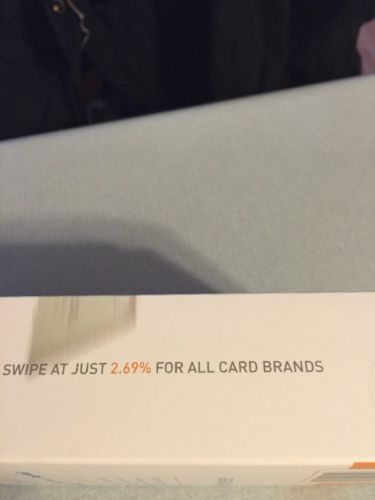 SWIPE AT JUST 2.69% FOR ALL CARD BRANDS